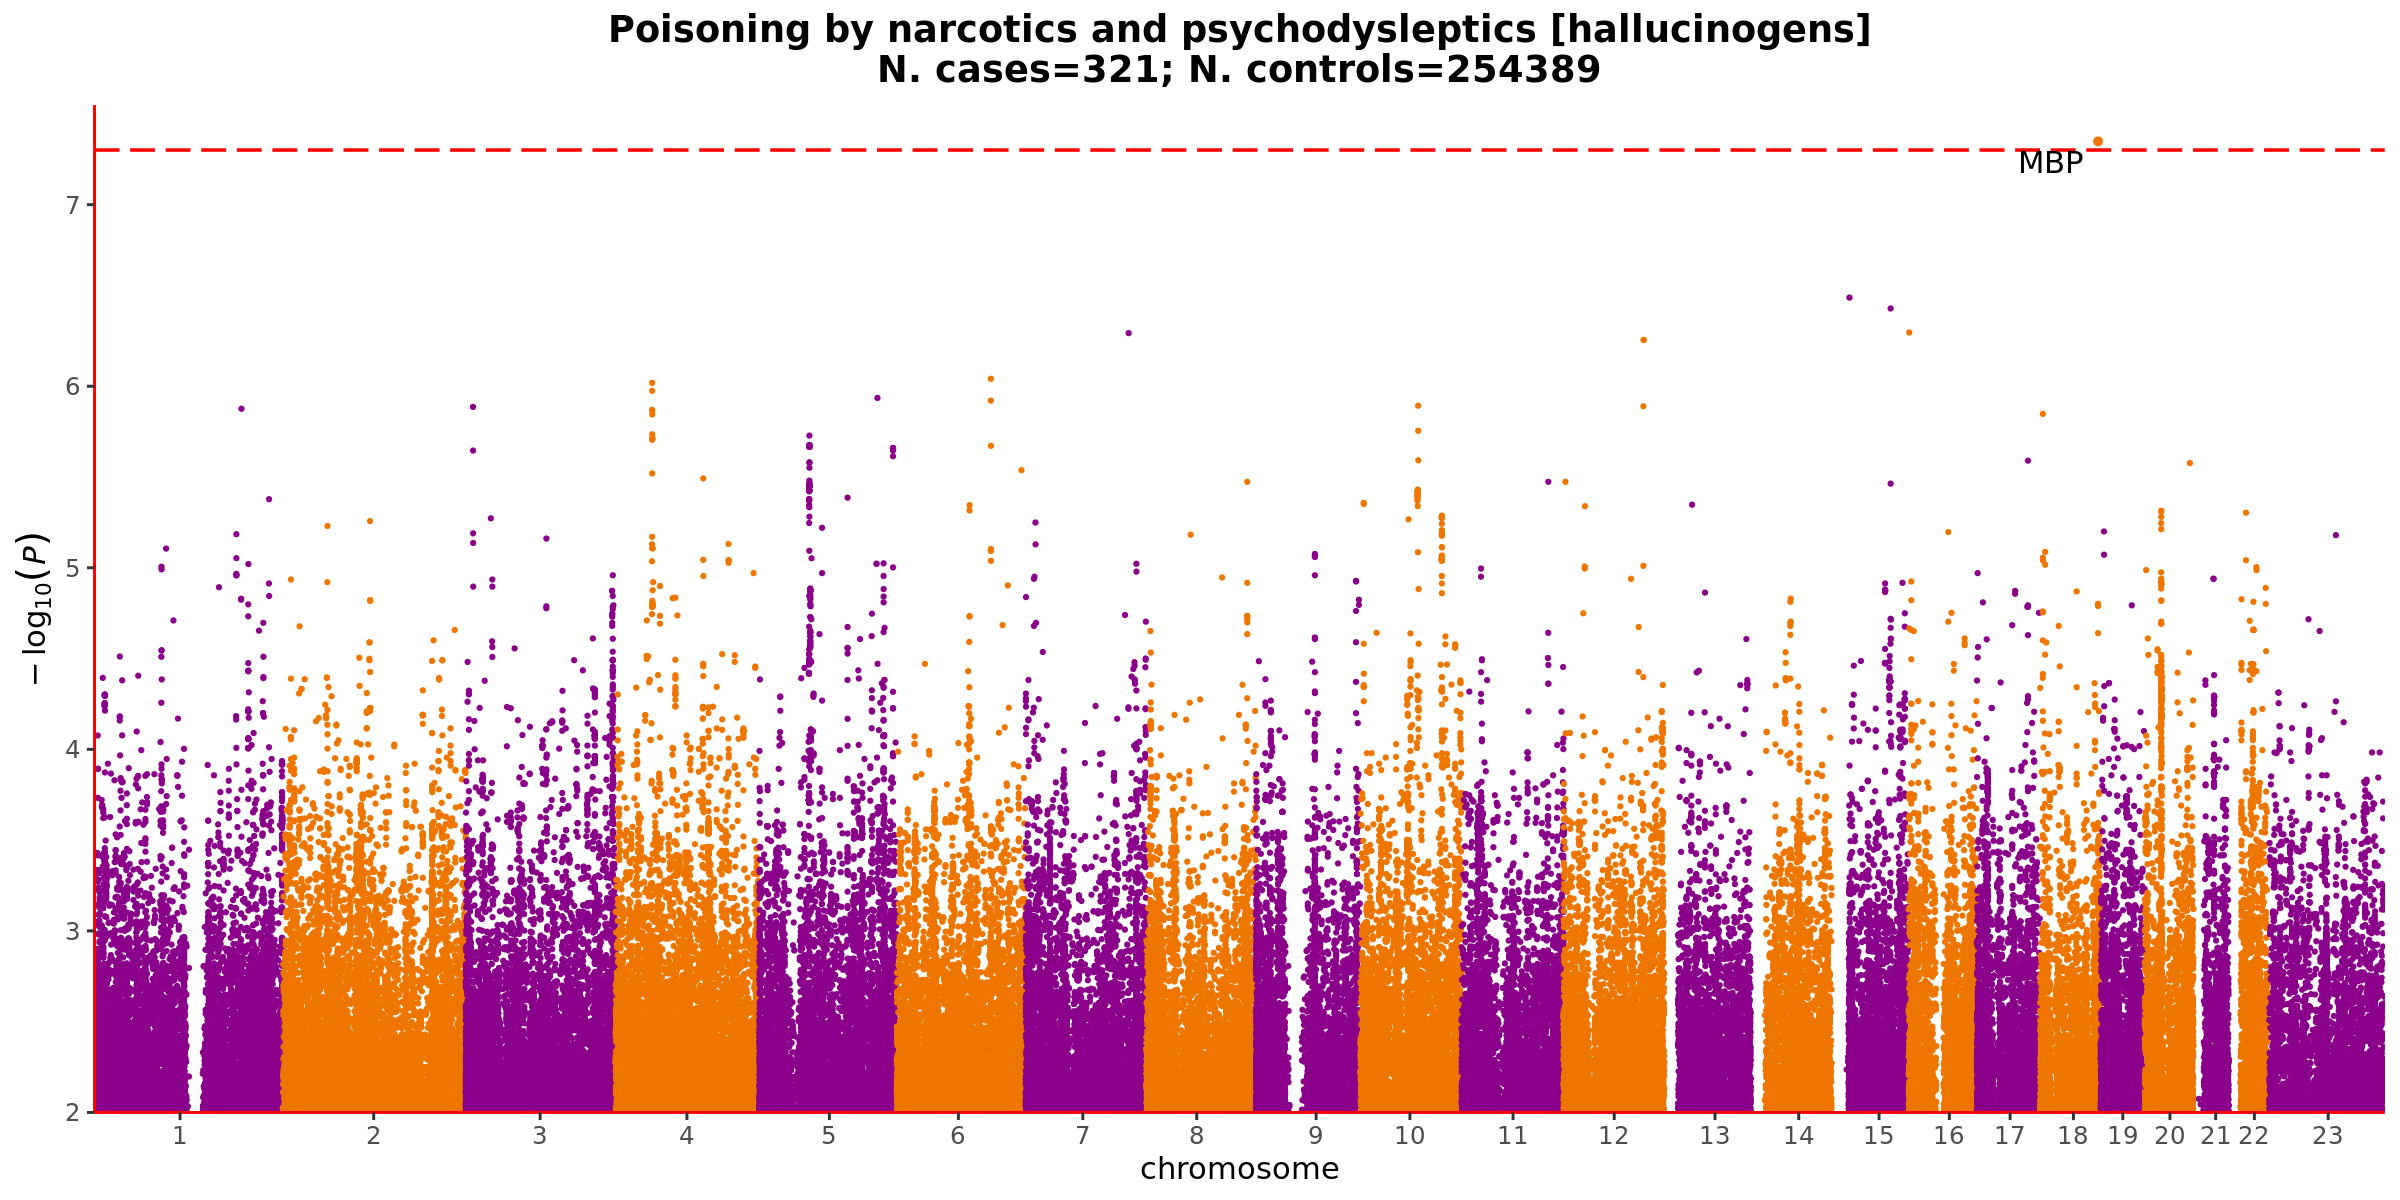 Poisoning by narcotics and psychodysleptics [hallucinogens]
N. cases=321; N. controls=254389
MBP
7
6
5
4
3
2
−log10(P)
1 2 3 4 5 6 7 8 9 10 11 12 13 14 15 16 17 18 19 20 21 22 23
chromosome